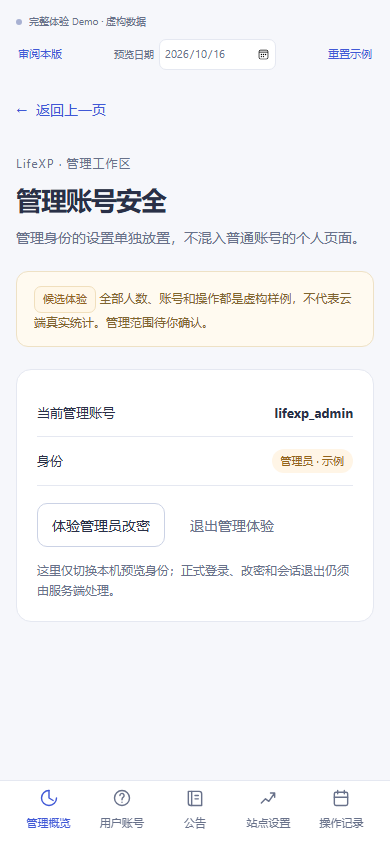 完整体验 Demo · 虚构数据
审阅本版 预览日期 2026/10/16 重置示例
← 返回上一页
LifeXP · 管理工作区
管理账号安全
管理身份的设置单独放置，不混入普通账号的个人页面。
候选体验 全部人数、账号和操作都是虚构样例，不代表云
端真实统计。管理范围待你确认。
当前管理账号 lifexp_admin
身份 管理员 · 示例
体验管理员改密 退出管理体验
这里仅切换本机预览身份；正式登录、改密和会话退出仍须
由服务端处理。
管理概览 用户账号 公告 站点设置 操作记录